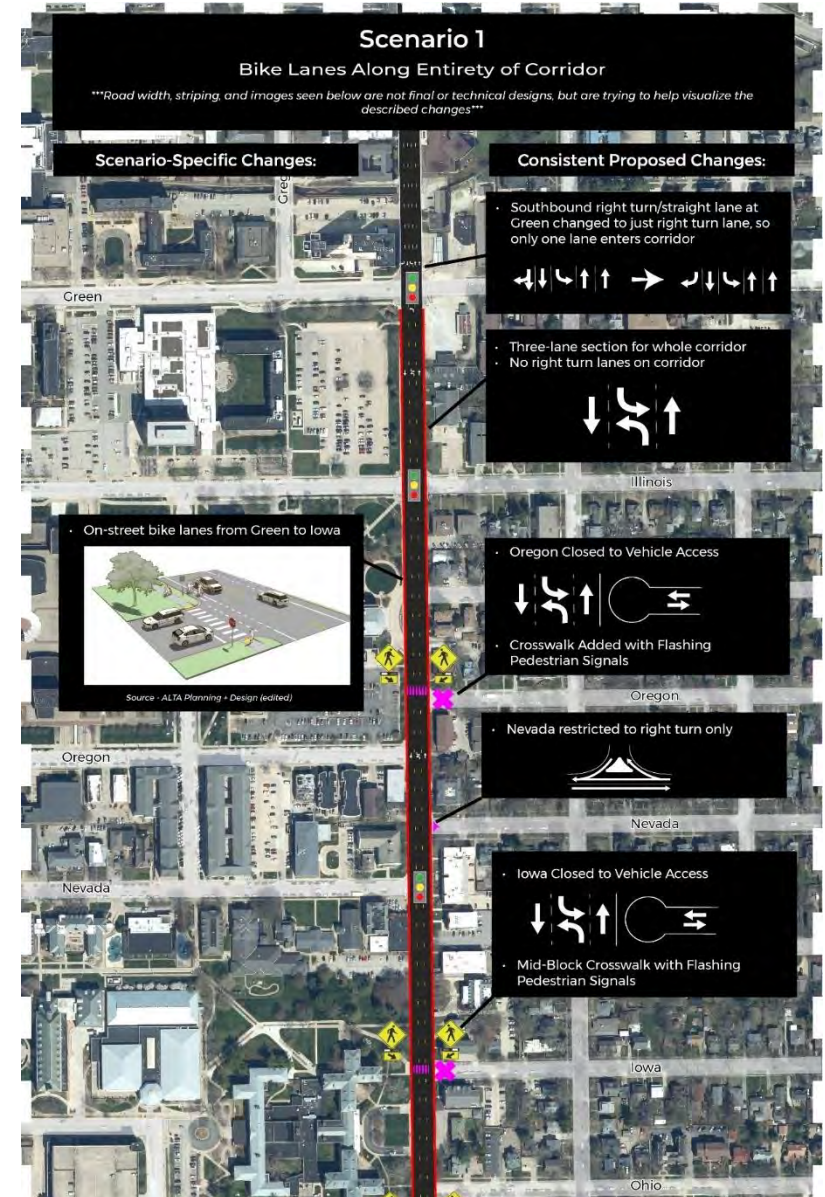 Scenario 1
Bike Lanes Along Entirety of Corridor
***Road width, striping, and images seen below are not final or technical designs, but are trying to help visualize the
described changes***
Scenario-Specific Changes:
Consistent Proposed Changes:
Greg
• Southbound right turn/straight lane at
Green changed to just right turn lane, so
only one lane enters corridor
Green
• Three-lane section for whole corridor
• No right turn lanes on corridor
Illinois
• On-street bike lanes from Green to Iowa
Source - ALTA Planning + Design (edited)
• Oregon Closed to Vehicle Access
• Crosswalk Added with Flashing
Pedestrian Signals
Oregon
Oregon
• Nevada restricted to right turn only
Nevada
Nevada
• Iowa Closed to Vehicle Access
• Mid-Block Crosswalk with Flashing
Pedestrian Signals
Iowa
Ohio